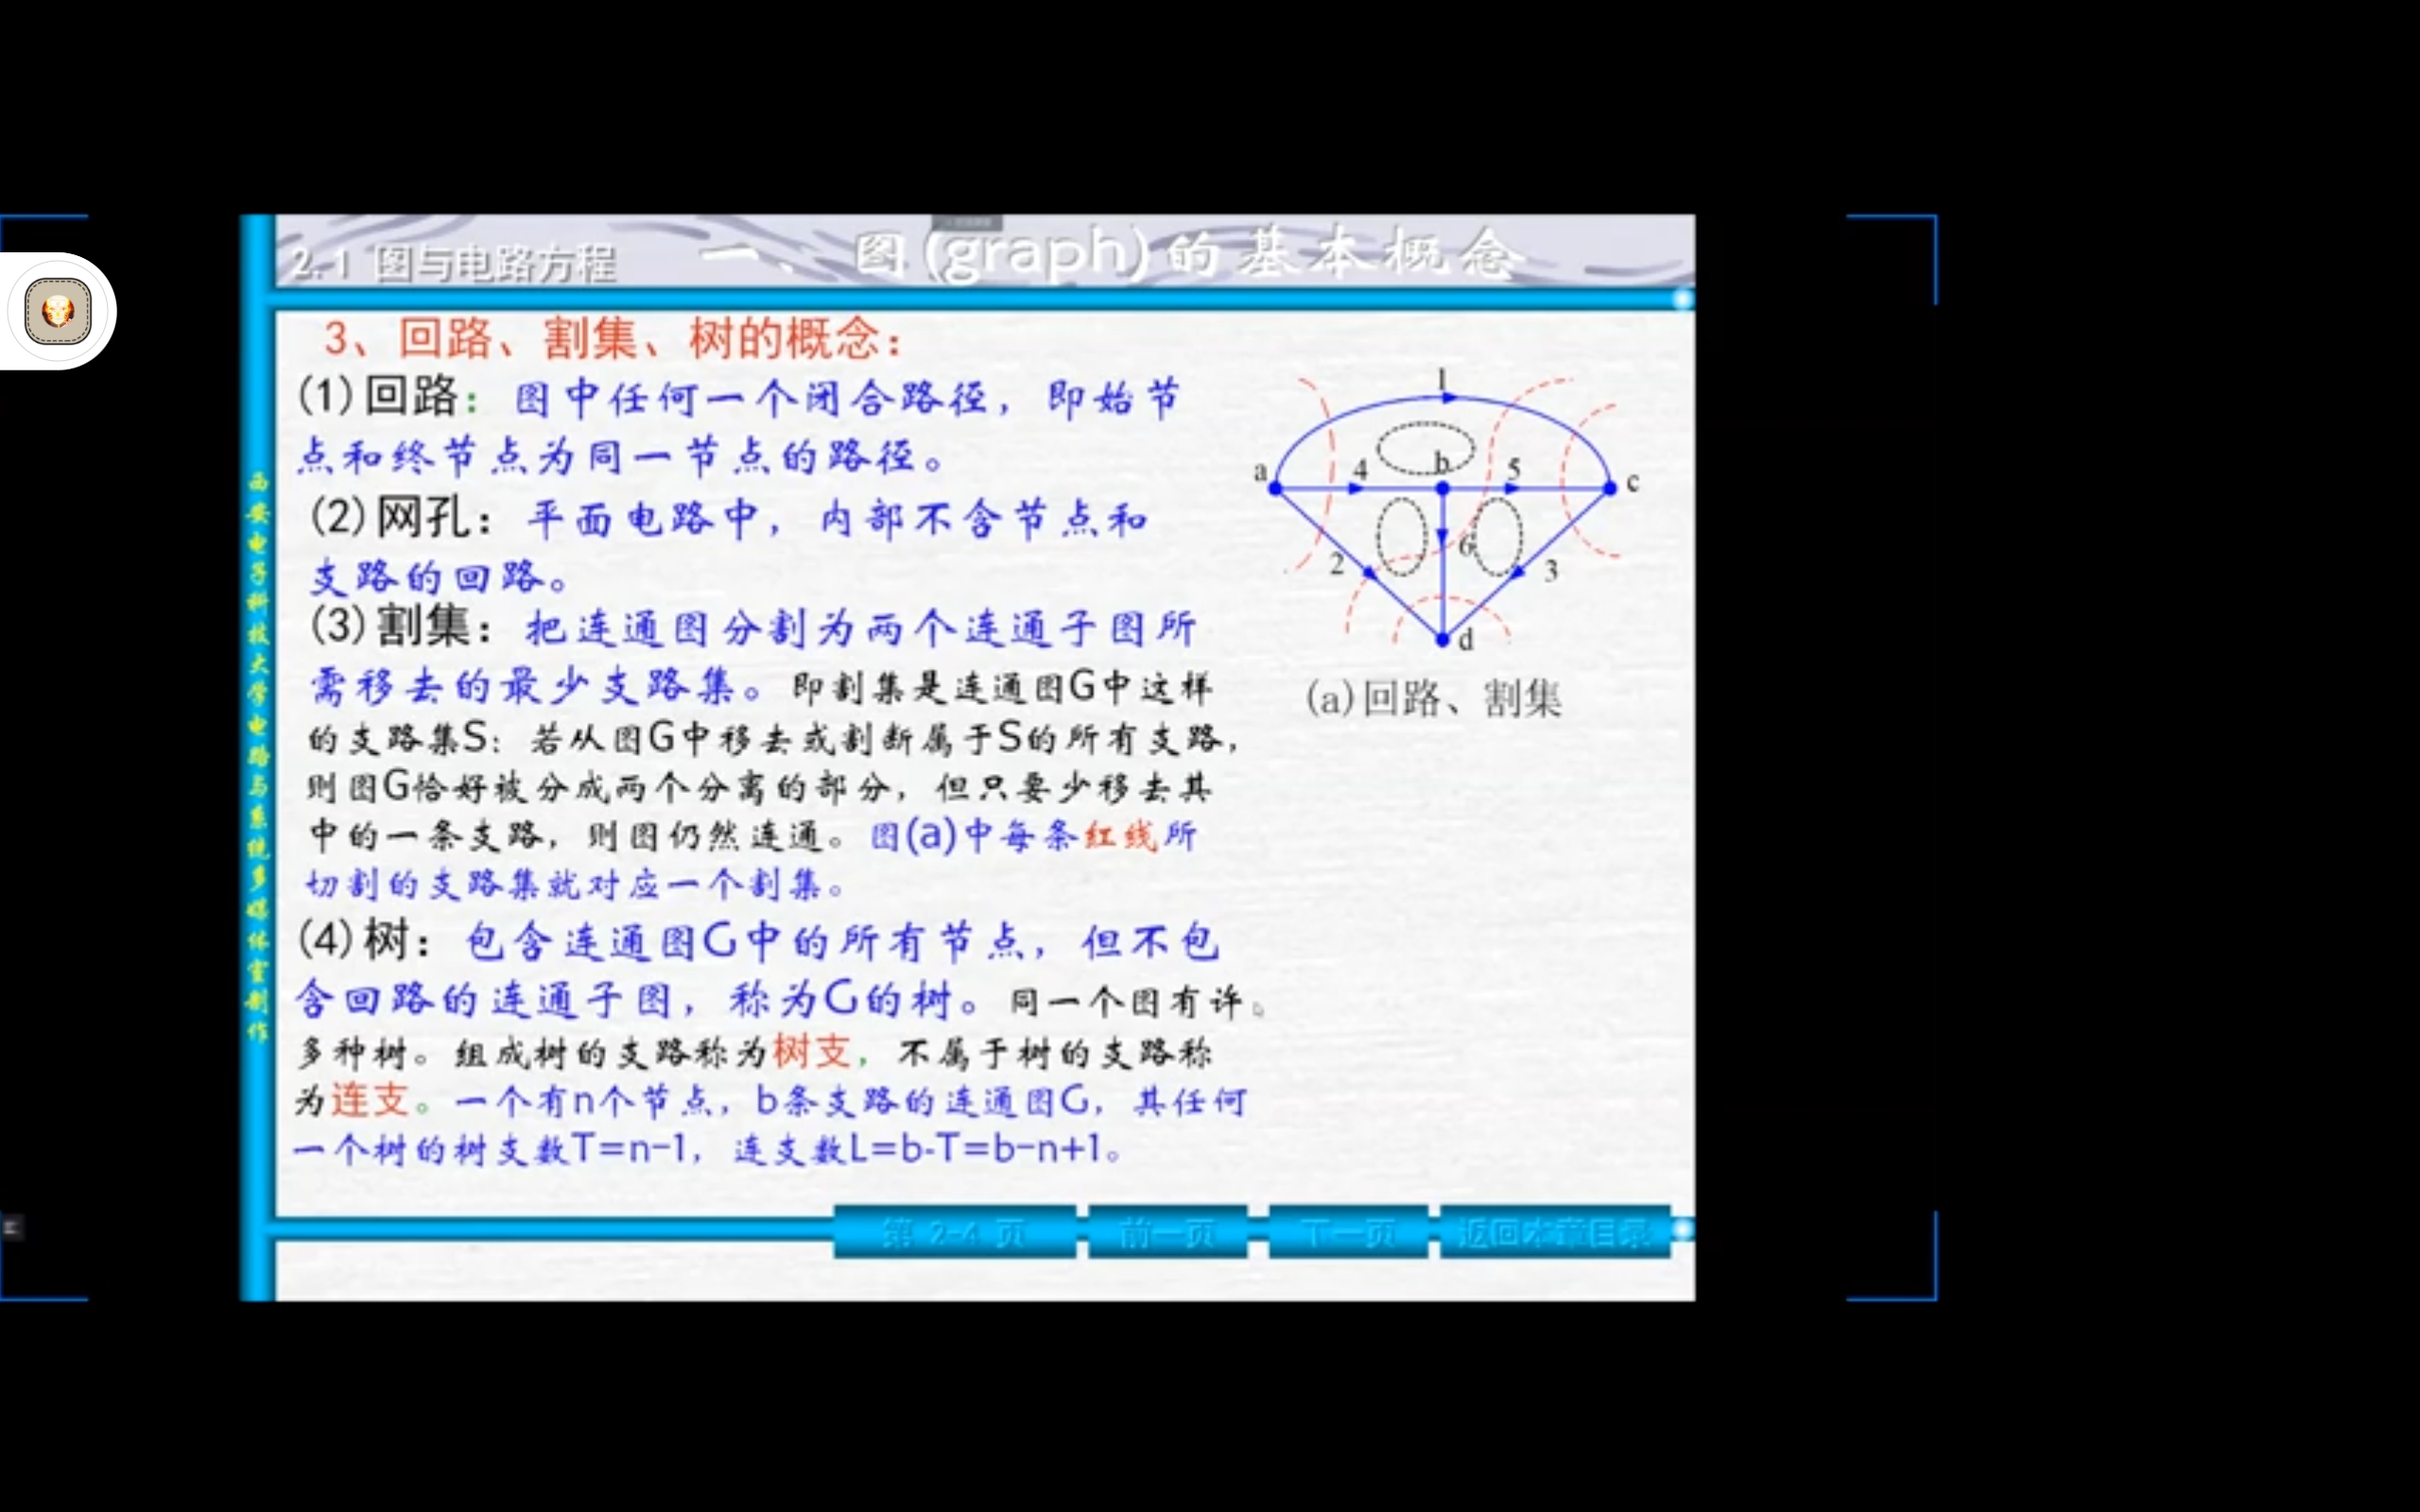 2.1 图与电路方程
一、图(graph)的基本概念
3、回路、割集、树的概念：
(1)回路：图中任何一个闭合路径，即始节
点和终节点为同一节点的路径。
(2)网孔：平面电路中，内部不含节点和
支路的回路。
(3)割集：把连通图分割为两个连通子图所
需移去的最少支路集。即割集是连通图G中这样
的支路集S：若从图G中移去或割断属于S的所有支路，
则图G恰好被分成两个分离的部分，但只要少移去其
中的一条支路，则图仍然连通。图(a)中每条红线所
切割的支路集就对应一个割集。
(4)树：包含连通图G中的所有节点，但不包
含回路的连通子图，称为G的树。同一个图有许
多种树。组成树的支路称为树支，不属于树的支路称
为连支。一个有n个节点，b条支路的连通图G，其任何
一个树的树支数T=n-1，连支数L=b-T=b-n+1。
1
a
4
b
5
c
2
6
3
d
(a)回路、割集
西安电子科技大学电路与系统多媒体室制作
第 2-4 页
前一页
下一页
返回本章目录